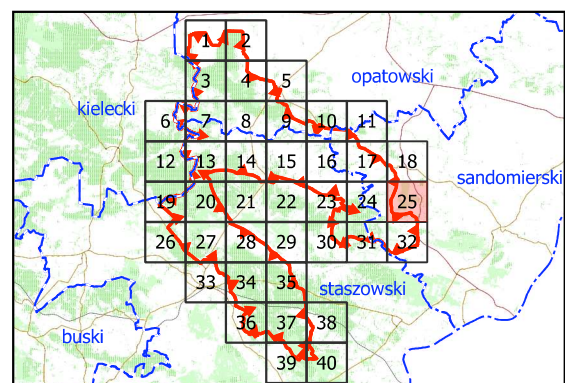 1 2
3 4 5
opatowski
kielecki
6 7 8 9 10 11
12 13 14 15 16 17 18
sandomierski
19 20 21 22 23 24 25
26 27 28 29 30 31 32
33 34 35
staszowski
36 37 38
buski
39 40